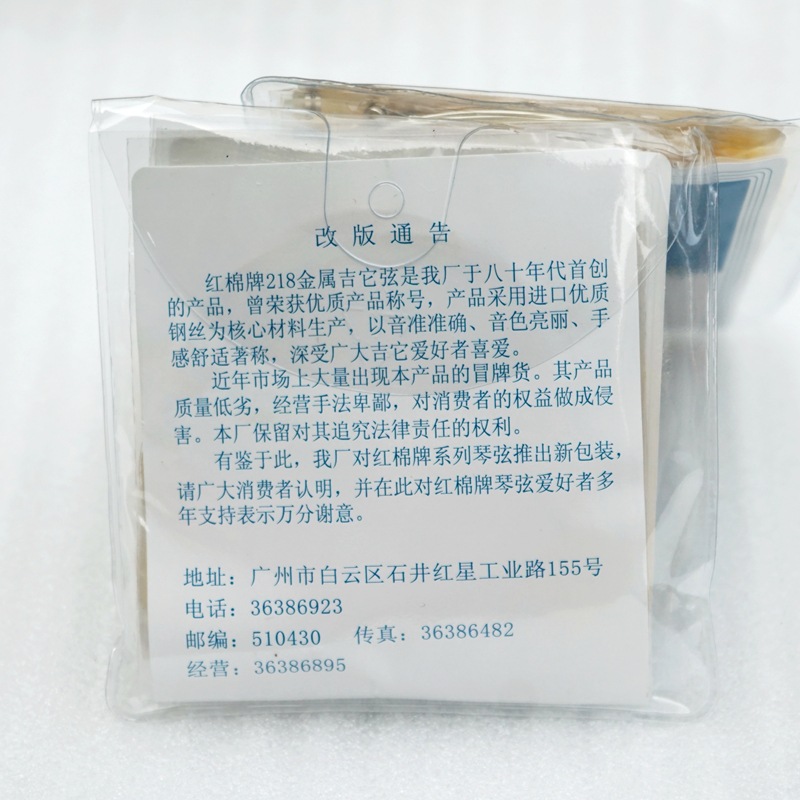 改版通告
红棉牌218金属吉它弦是我厂于八十年代首创
的产品，曾荣获优质产品称号，产品采用进口优质
钢丝为核心材料生产，以音准准确、音色亮丽、手
感舒适著称，深受广大吉它爱好者喜爱。
近年市场上大量出现本产品的冒牌货。其产品
质量低劣，经营手法卑鄙，对消费者的权益做成侵
害。本厂保留对其追究法律责任的权利。
有鉴于此，我厂对红棉牌系列琴弦推出新包装，
请广大消费者认明，并在此对红棉牌琴弦爱好者多
年支持表示万分谢意。
地址：广州市白云区石井红星工业路155号
电话：36386923
邮编：510430 传真：36386482
经营：36386895